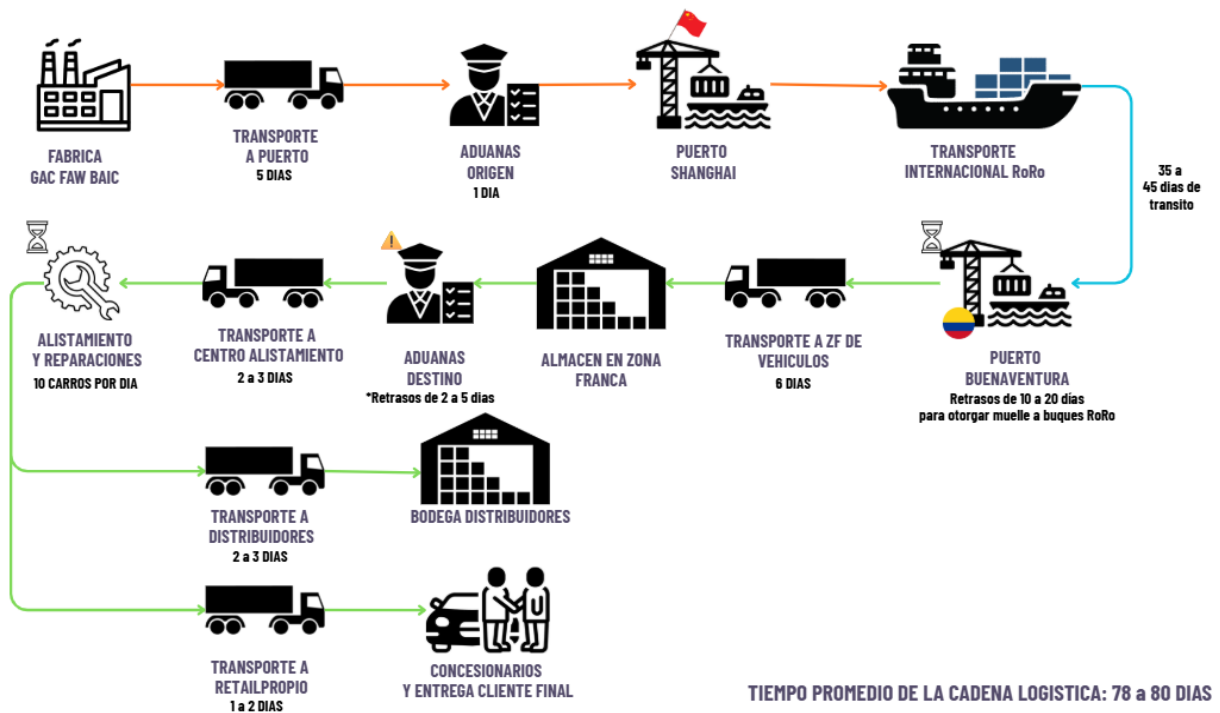 FABRICA
GAC FAW BAIC
TRANSPORTE
A PUERTO
5 DIAS
ADUANAS
ORIGEN
1 DIA
PUERTO
SHANGHAI
TRANSPORTE
INTERNACIONAL RoRo
35 a
45 dias de
transito
PUERTO
BUENAVENTURA
Retrasos de 10 a 20 días
para otorgar muelle a buques RoRo
TRANSPORTE A ZF DE
VEHICULOS
6 DIAS
ALMACEN EN ZONA
FRANCA
ADUANAS
DESTINO
*Retrasos de 2 a 5 dias
TRANSPORTE A
CENTRO ALISTAMIENTO
2 a 3 DIAS
ALISTAMIENTO
Y REPARACIONES
10 CARROS POR DIA
TRANSPORTE A
DISTRIBUIDORES
2 a 3 DIAS
BODEGA DISTRIBUIDORES
TRANSPORTE A
RETAILPROPIO
1 a 2 DIAS
CONCESIONARIOS
Y ENTREGA CLIENTE FINAL
TIEMPO PROMEDIO DE LA CADENA LOGISTICA: 78 a 80 DIAS